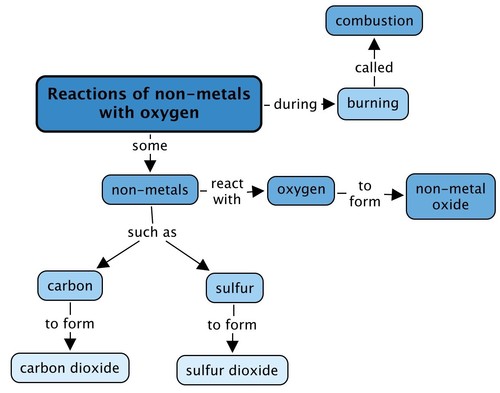 combustion
called
Reactions of non-metals
with oxygen
during
burning
some
non-metals
react
with
oxygen
to
form
non-metal
oxide
such as
carbon
sulfur
to form
to form
carbon dioxide
sulfur dioxide